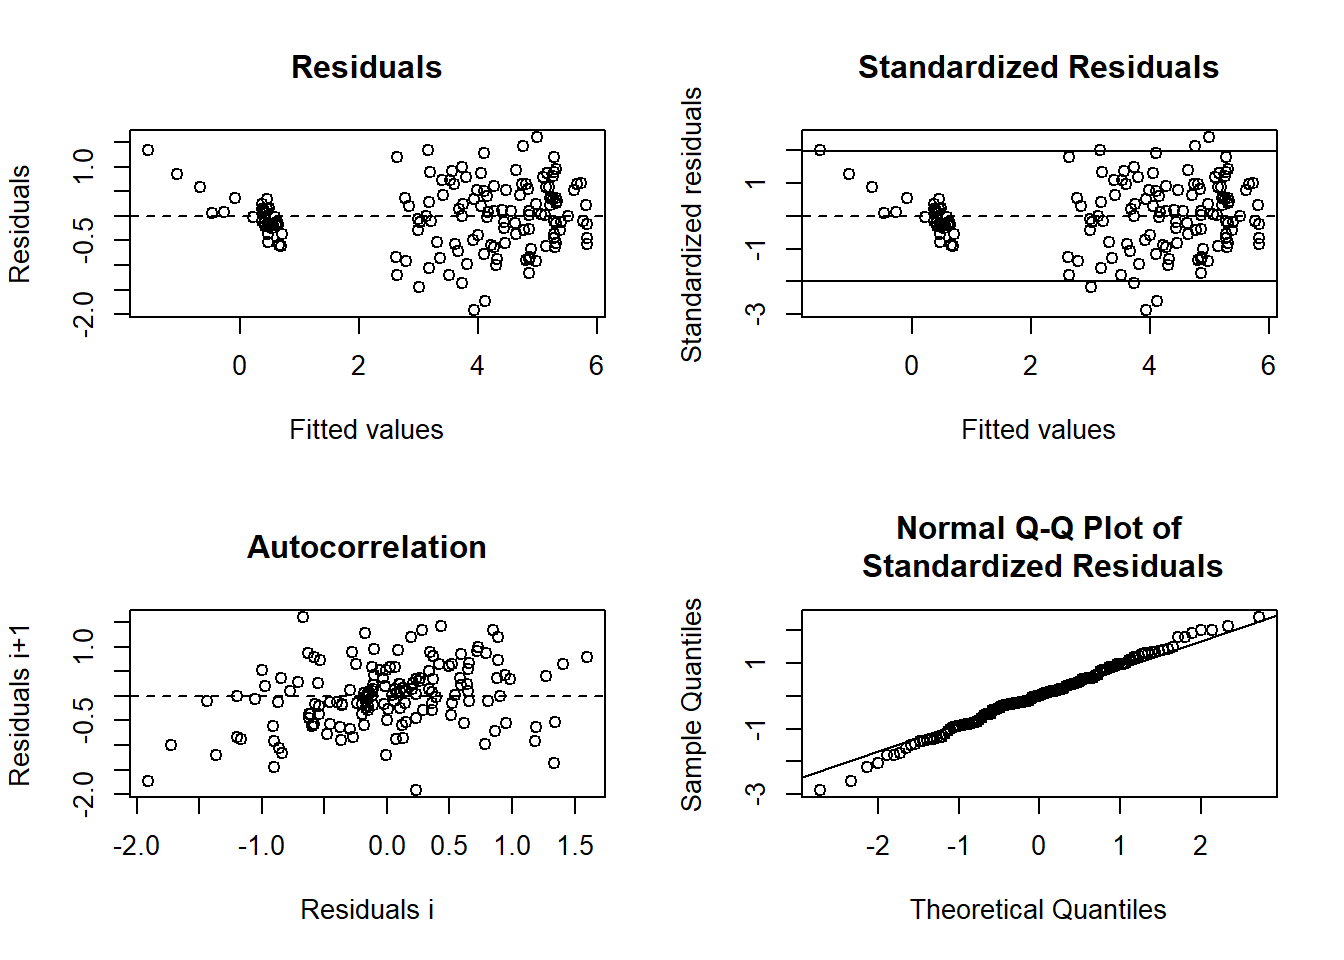 Residuals
Residuals
1.0
-0.5
-2.0
0 2 4 6
Fitted values
Standardized Residuals
Standardized residuals
1
-1
-3
0 2 4 6
Fitted values
Autocorrelation
Residuals i+1
1.0
-0.5
-2.0
-2.0 -1.0 0.0 0.5 1.0 1.5
Residuals i
Normal Q-Q Plot of
Standardized Residuals
Sample Quantiles
1
-1
-3
-2 -1 0 1 2
Theoretical Quantiles